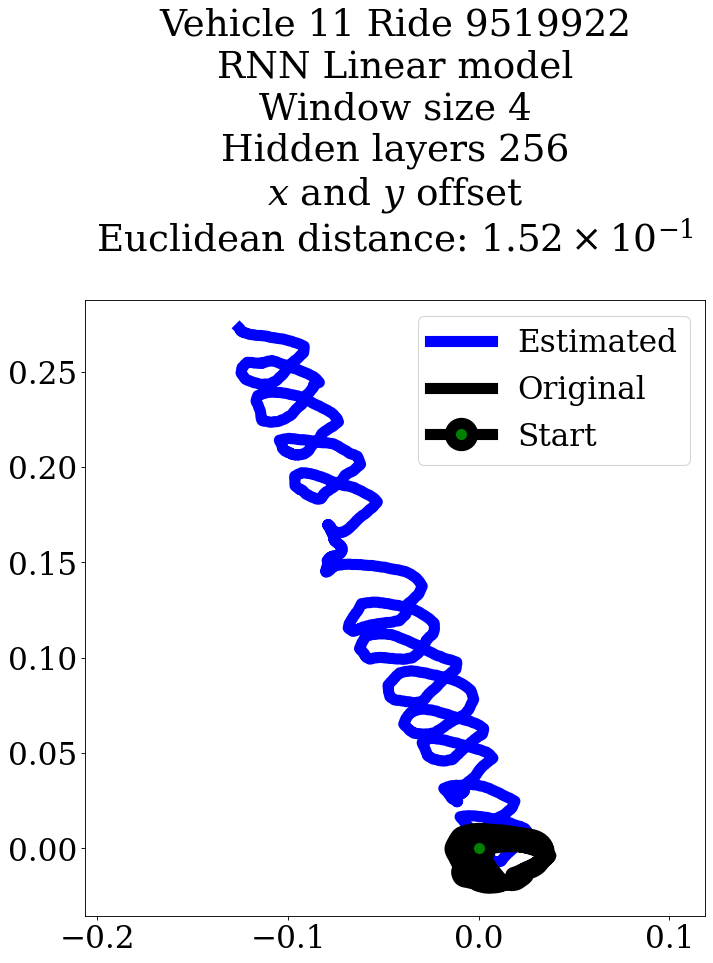 Vehicle 11 Ride 9519922
RNN Linear model
Window size 4
Hidden layers 256
x and y offset
Euclidean distance: 1.52 × 10⁻¹
Estimated
Original
Start
0.25
0.20
0.15
0.10
0.05
0.00
−0.2 −0.1 0.0 0.1